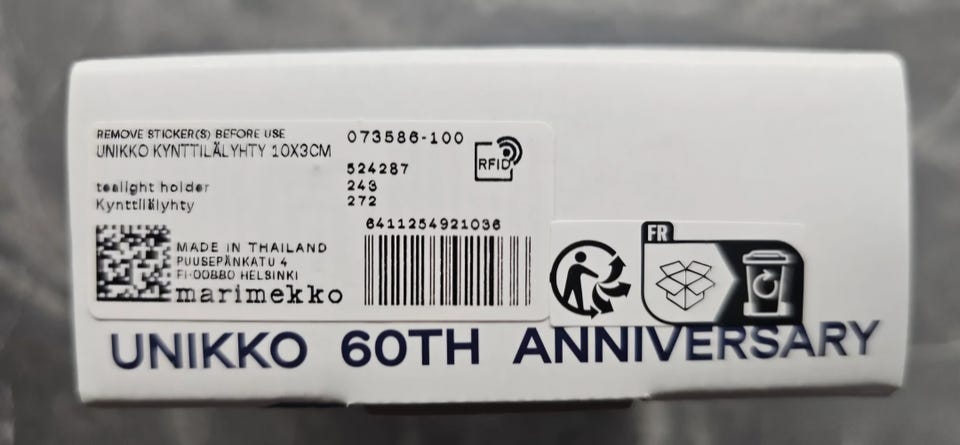 REMOVE STICKER(S) BEFORE USE
UNIKKO KYNTTILÄLYHTY 10X3CM
073586-100
RFID
524287
tealight holder
243
Kynttilälyhty
272
6411254921036
MADE IN THAILAND
PUUSEPÄNKATU 4
FI-00880 HELSINKI
marimekko
FR
UNIKKO 60TH ANNIVERSARY